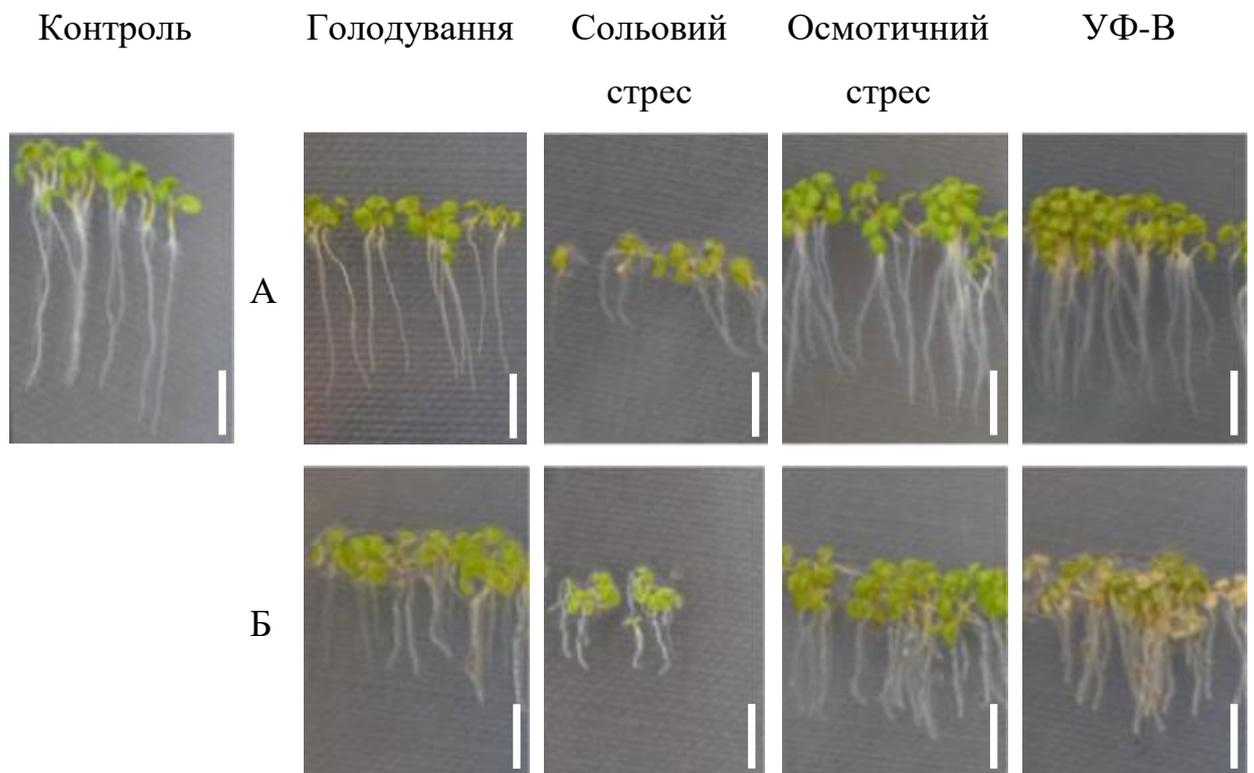 Контроль
Голодування
Сольовий
стрес
Осмотичний
стрес
УФ-В
А
Б